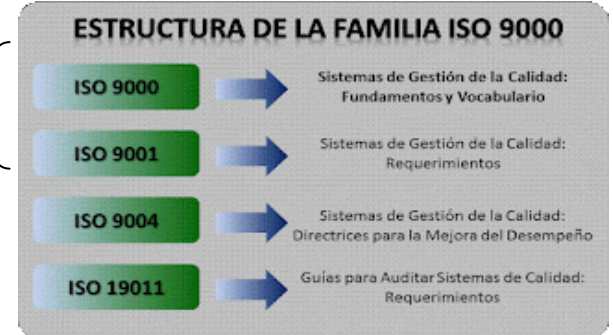 ESTRUCTURA DE LA FAMILIA ISO 9000
ISO 9000
Sistemas de Gestión de la Calidad:
Fundamentos y Vocabulario
ISO 9001
Sistemas de Gestión de la Calidad:
Requerimientos
ISO 9004
Sistemas de Gestión de la Calidad:
Directrices para la Mejora del Desempeño
ISO 19011
Guías para Auditar Sistemas de Calidad:
Requerimientos